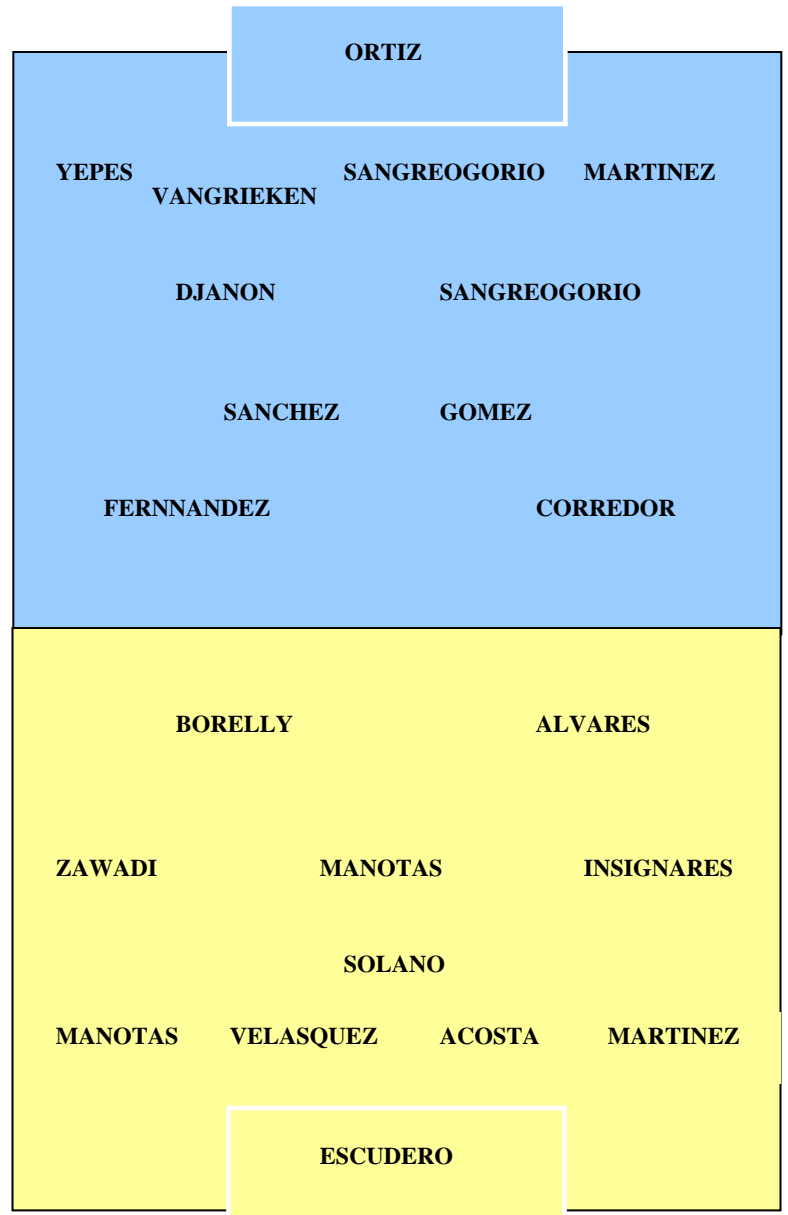 ORTIZ
YEPES SANGREOGORIO MARTINEZ
VANGRIEKEN
DJANON SANGREOGORIO
SANCHEZ GOMEZ
FERNNANDEZ CORREDOR
BORELLY ALVARES
ZAWADI MANOTAS INSIGNARES
SOLANO
MANOTAS VELASQUEZ ACOSTA MARTINEZ
ESCUDERO